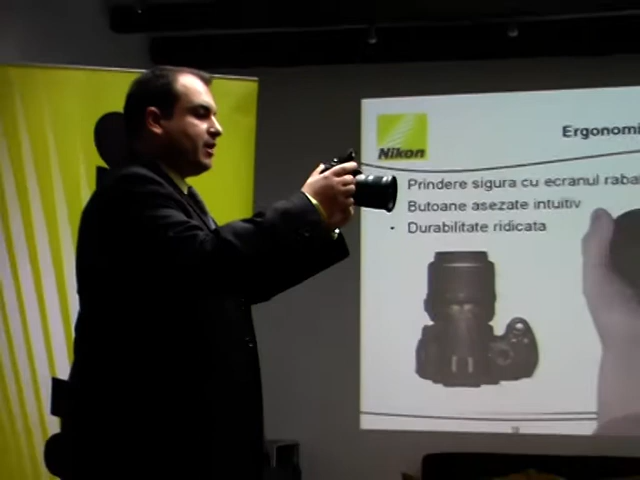 Nikon
Ergonomi
Prindere sigura cu ecranul raba
Butoane asezate intuitiv
• Durabilitate ridicata